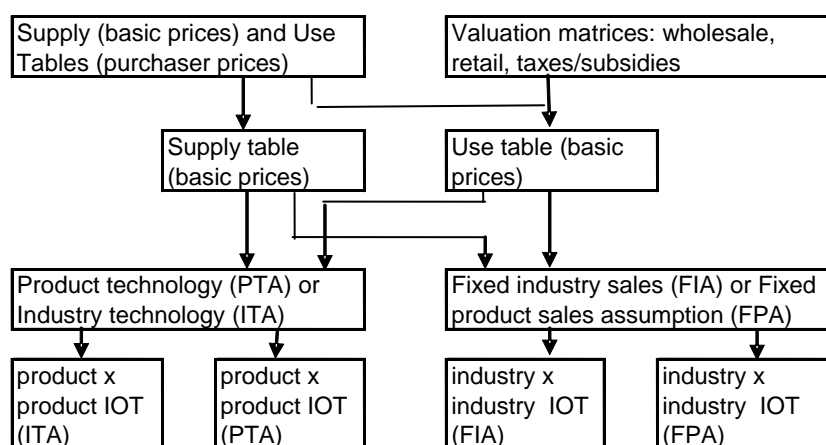 Supply (basic prices) and Use
Tables (purchaser prices)
Valuation matrices: wholesale,
retail, taxes/subsidies
Supply table
(basic prices)
Use table (basic
prices)
Product technology (PTA) or
Industry technology (ITA)
Fixed industry sales (FIA) or Fixed
product sales assumption (FPA)
product x
product IOT
(ITA)
product x
product IOT
(PTA)
industry x
industry IOT
(FIA)
industry x
industry IOT
(FPA)